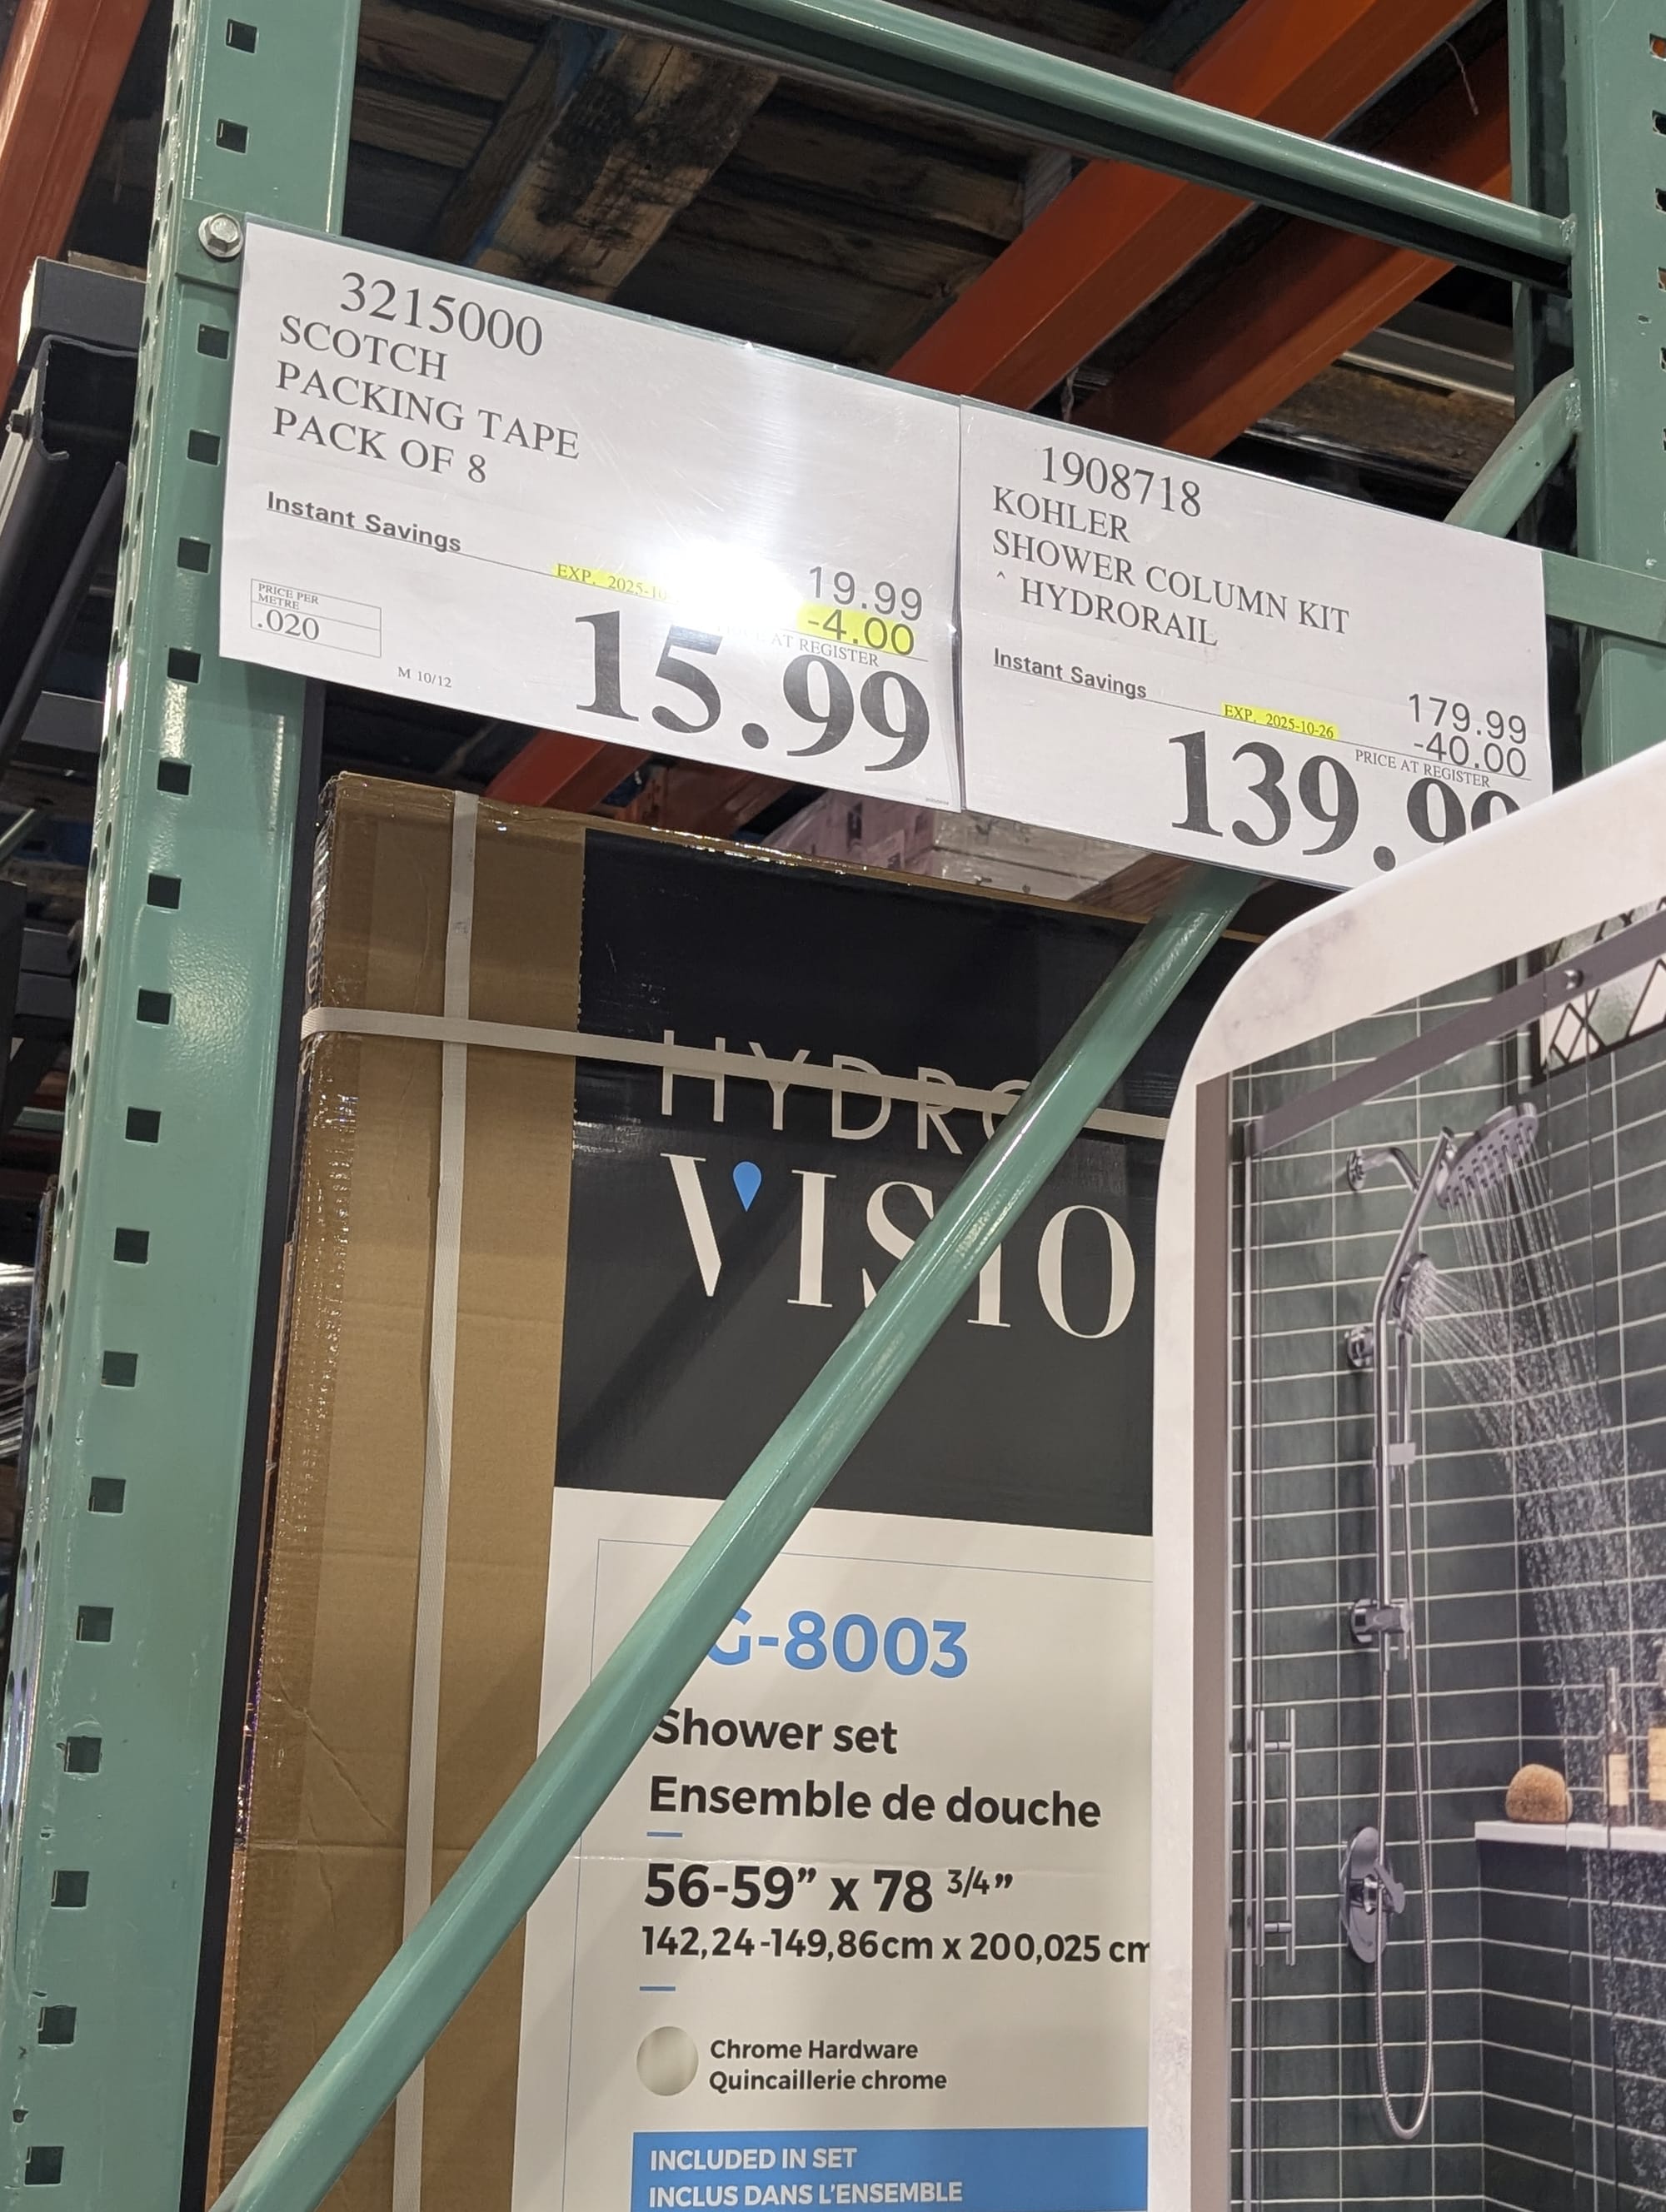 3215000
SCOTCH
PACKING TAPE
PACK OF 8
Instant Savings
EXP. 2025-10
19.99
-4.00
AT REGISTER
15.99
PRICE PER
METRE
.020
M 10/12
1908718
KOHLER
SHOWER COLUMN KIT
^ HYDRORAIL
Instant Savings
EXP. 2025-10-26
179.99
-40.00
PRICE AT REGISTER
139.99
HYDRO
VISIO
G-8003
Shower set
Ensemble de douche
56-59” x 78 3/4”
142,24-149,86cm x 200,025 cm
Chrome Hardware
Quincaillerie chrome
INCLUDED IN SET
INCLUS DANS L'ENSEMBLE